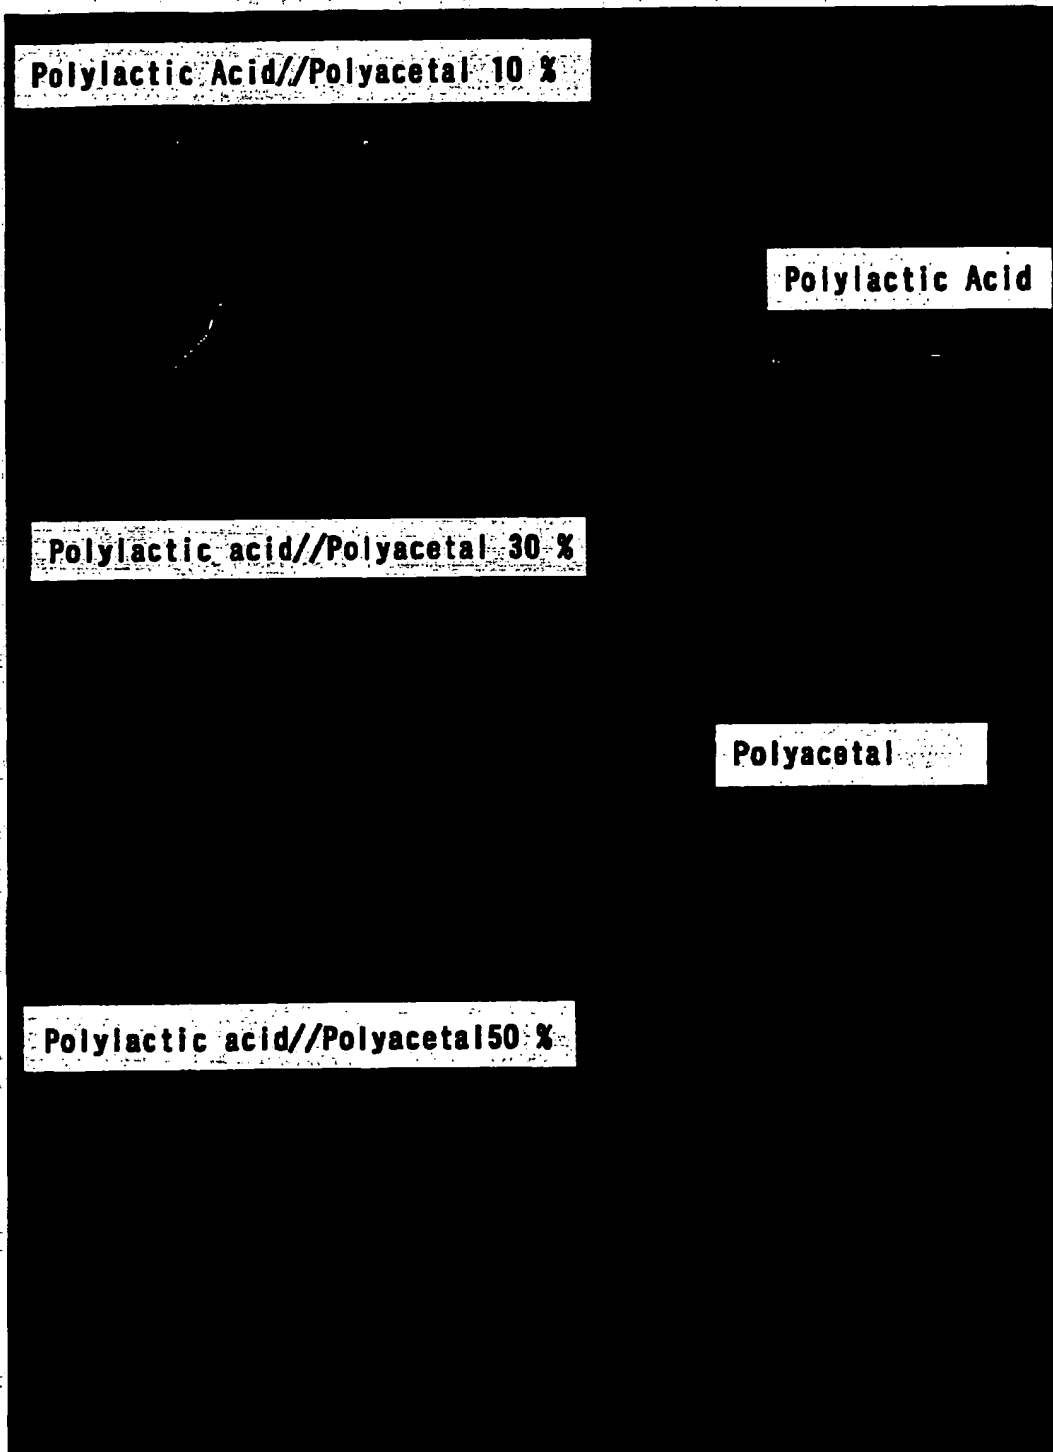 Polylactic Acid//Polyacetal 10 %
Polylactic Acid
Polylactic acid//Polyacetal 30 %
Polyacetal
Polylactic acid//Polyacetal50 %